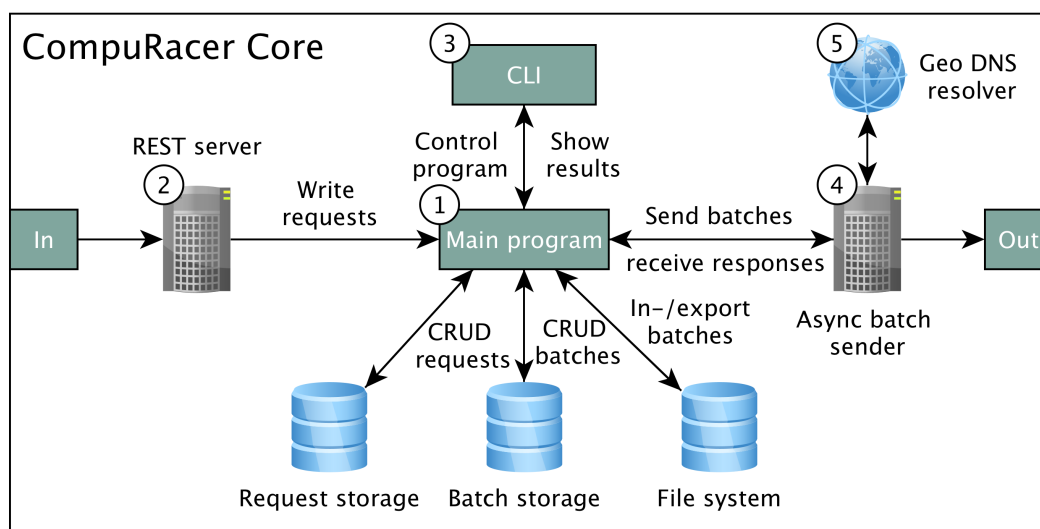 CompuRacer Core
3
CLI
5
Geo DNS
resolver
REST server
2
Control
program
Show
results
1
4
Write
requests
In
Main program
Send batches
receive responses
Out
Async batch
sender
CRUD
requests
CRUD
batches
In-/export
batches
Request storage
Batch storage
File system